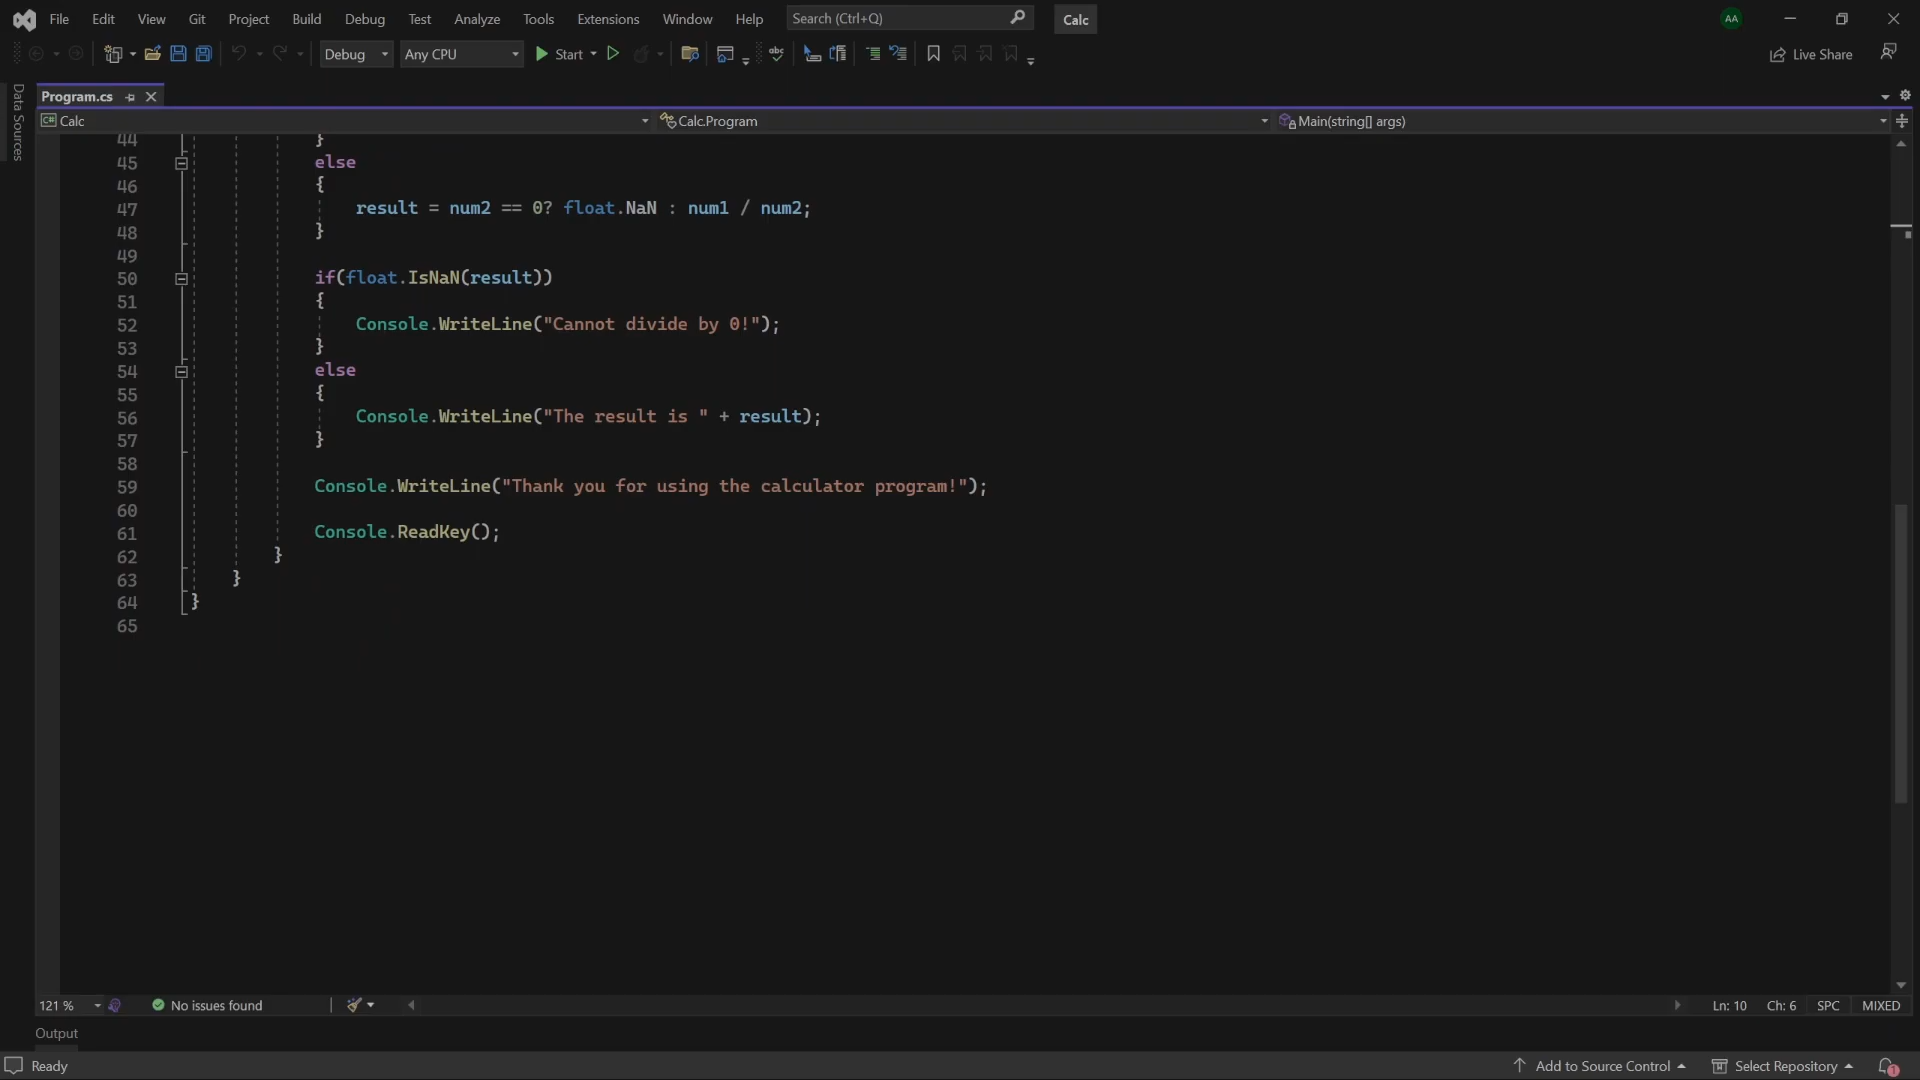 File Edit View Git Project Build Debug Test Analyze Tools Extensions Window Help Search (Ctrl+Q) Calc AA
Debug Any CPU Start abc Live Share
Data Sources
Program.cs
C# Calc Calc.Program Main(string[] args)
44 }
45 else
46 {
47 result = num2 == 0? float.NaN : num1 / num2;
48 }
49
50 if(float.IsNaN(result))
51 {
52 Console.WriteLine("Cannot divide by 0!");
53 }
54 else
55 {
56 Console.WriteLine("The result is " + result);
57 }
58
59 Console.WriteLine("Thank you for using the calculator program!");
60
61 Console.ReadKey();
62 }
63 }
64 }
65
121 % No issues found Ln: 10 Ch: 6 SPC MIXED
Output
Ready Add to Source Control Select Repository 1